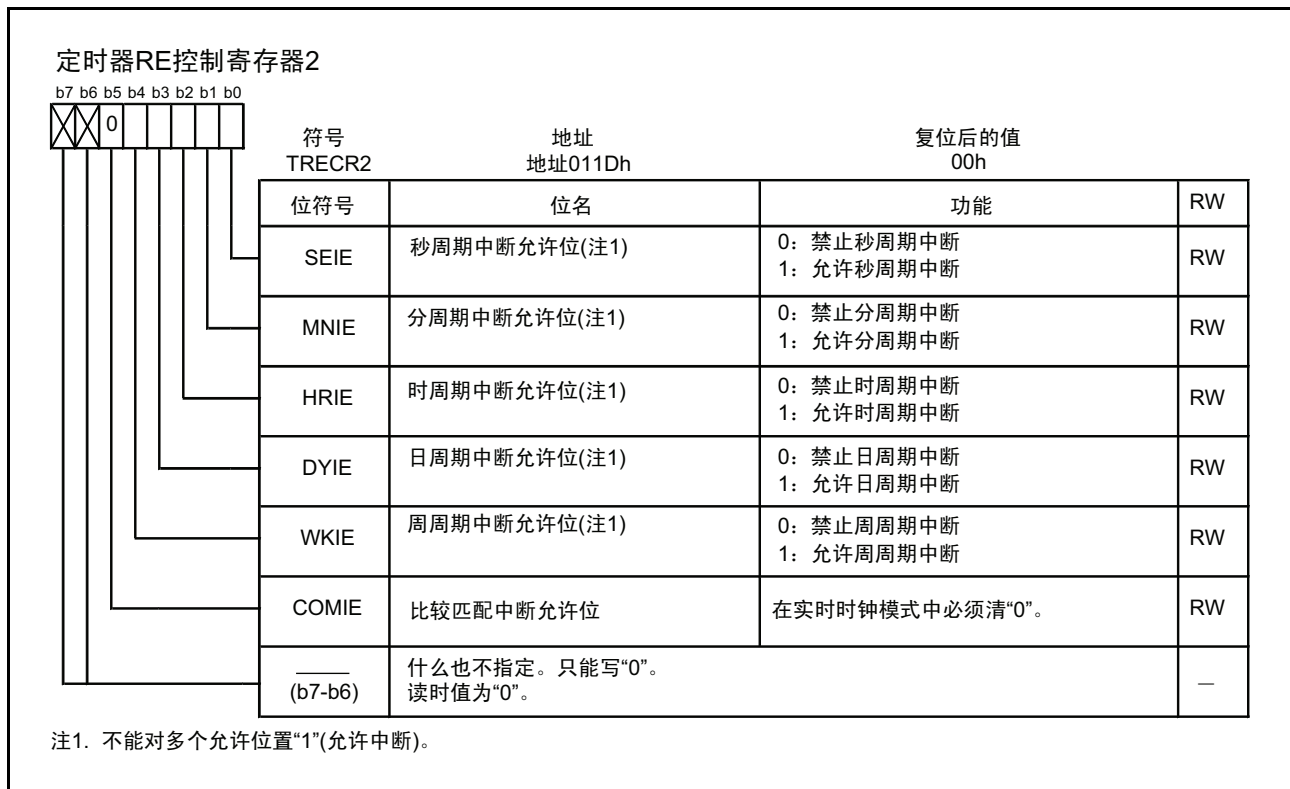 定时器RE控制寄存器2
b7 b6 b5 b4 b3 b2 b1 b0
0
符号 地址 复位后的值
TRECR2 地址011Dh 00h
位符号 位名 功能 RW
SEIE 秒周期中断允许位(注1) 0：禁止秒周期中断 RW
1：允许秒周期中断
MNIE 分周期中断允许位(注1) 0：禁止分周期中断 RW
1：允许分周期中断
HRIE 时周期中断允许位(注1) 0：禁止时周期中断 RW
1：允许时周期中断
DYIE 日周期中断允许位(注1) 0：禁止日周期中断 RW
1：允许日周期中断
WKIE 周周期中断允许位(注1) 0：禁止周周期中断 RW
1：允许周周期中断
COMIE 比较匹配中断允许位 在实时时钟模式中必须清“0”。 RW
(b7-b6) 什么也不指定。只能写“0”。 —
读时值为“0”。
注1. 不能对多个允许位置“1”(允许中断)。